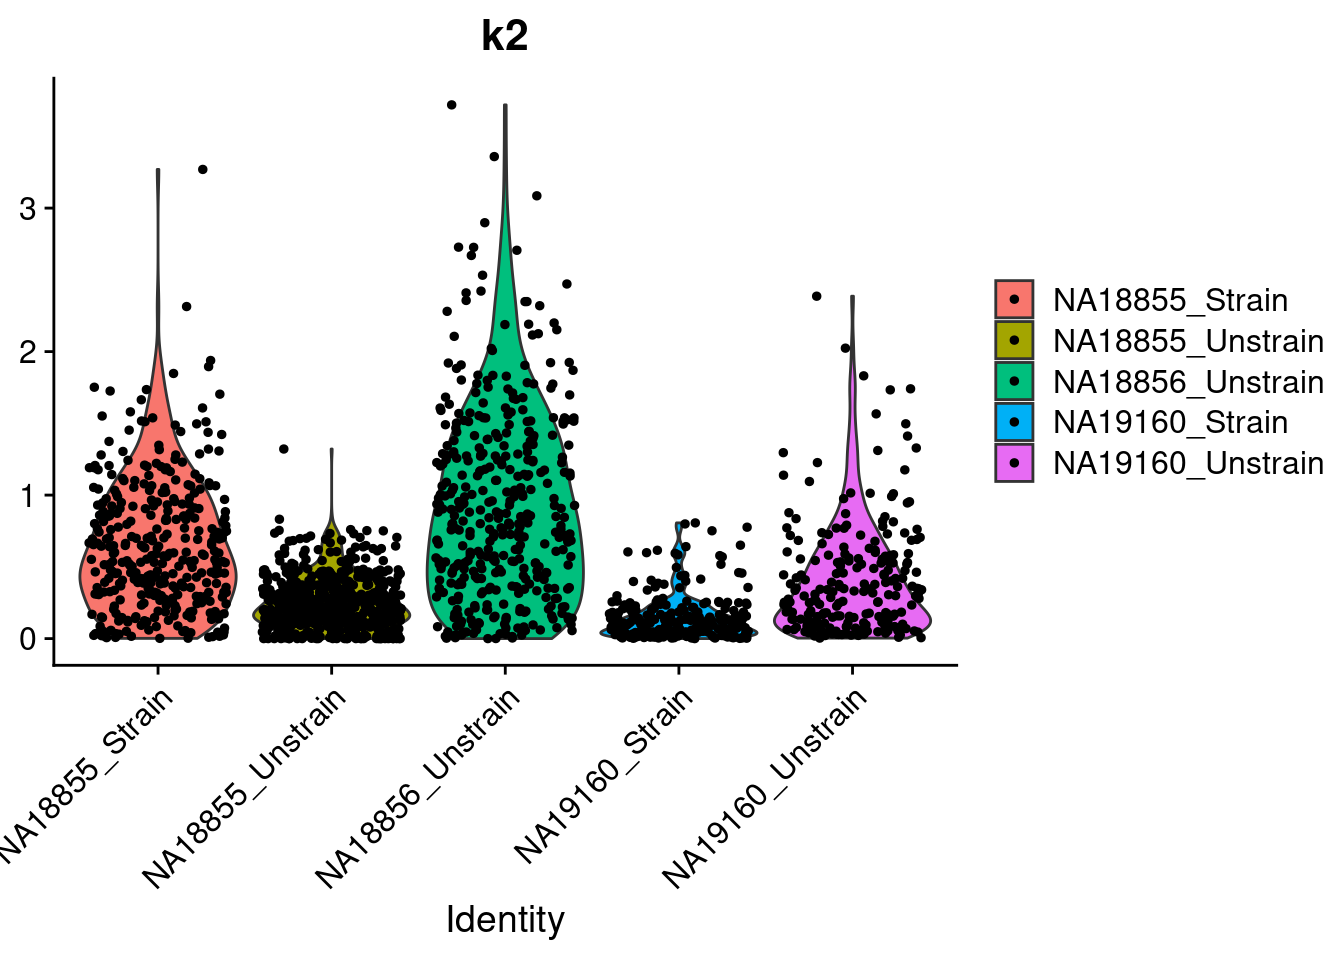 k2
3
2
1
0
NA18855_Strain
NA18855_Unstrain
NA18856_Unstrain
NA19160_Strain
NA19160_Unstrain
Identity
NA18855_Strain
NA18855_Unstrain
NA18856_Unstrain
NA19160_Strain
NA19160_Unstrain